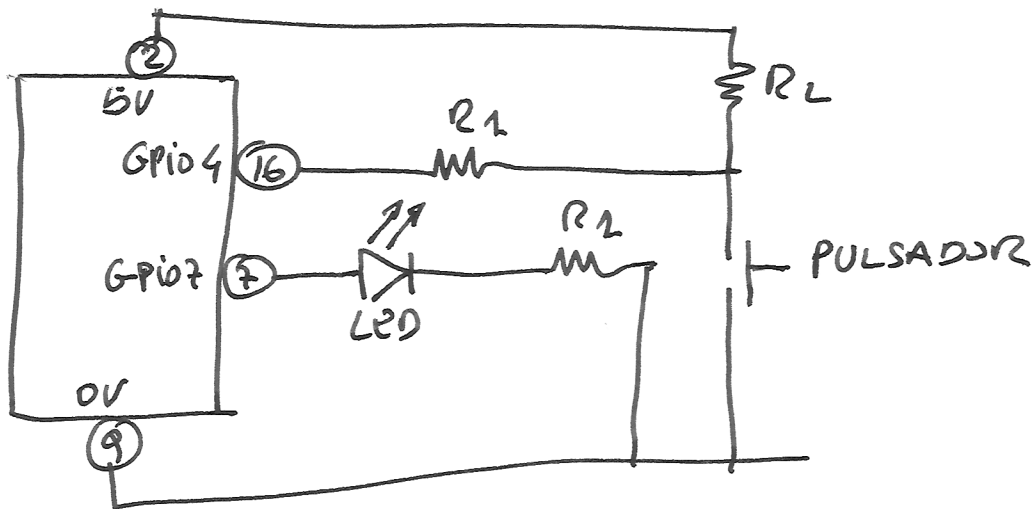 2
5V
R2
R1
GPiO4 16
R1
GPiO7 7
PULSADOR
LED
0V
9